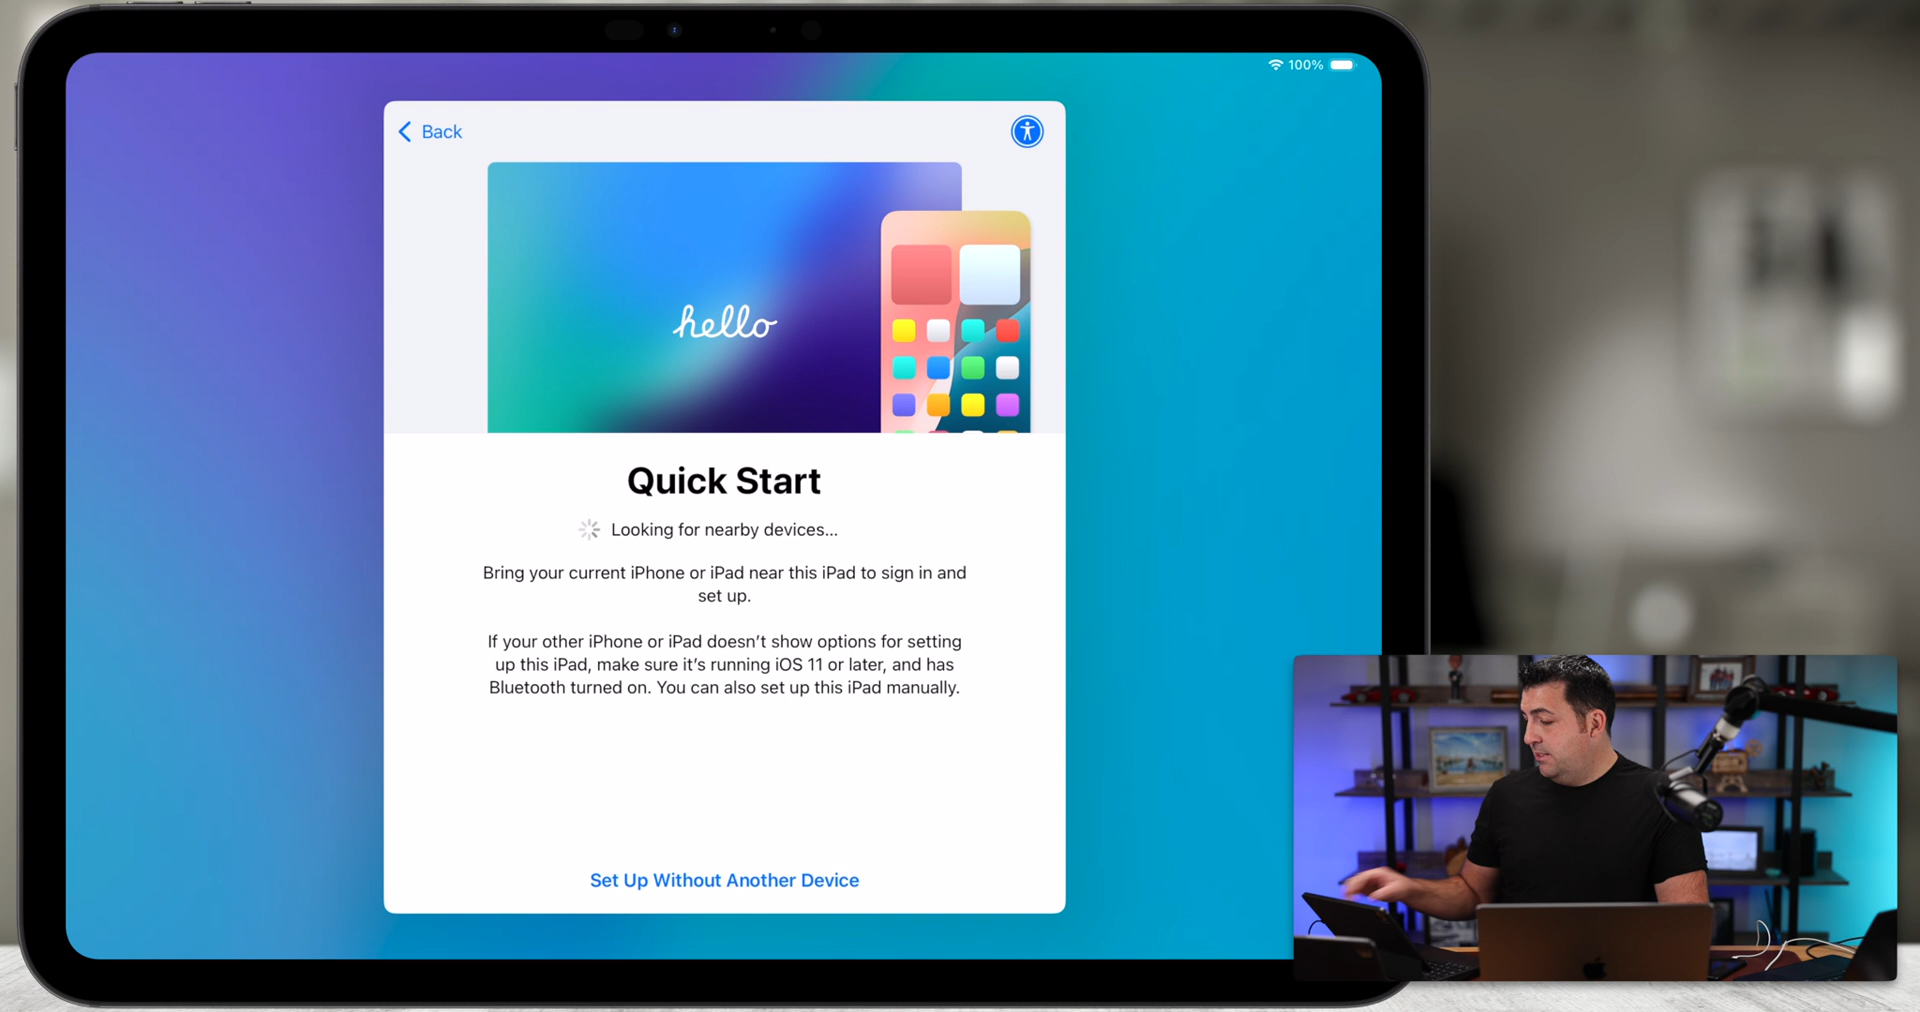 100%
Back
hello
Quick Start
Looking for nearby devices...
Bring your current iPhone or iPad near this iPad to sign in and
set up.
If your other iPhone or iPad doesn't show options for setting
up this iPad, make sure it's running iOS 11 or later, and has
Bluetooth turned on. You can also set up this iPad manually.
Set Up Without Another Device